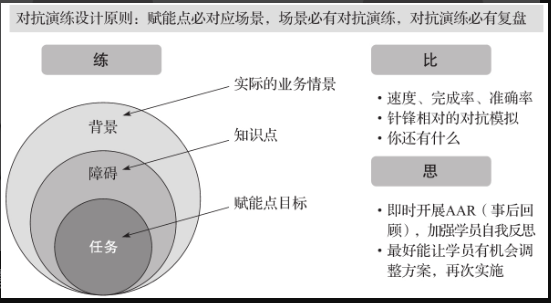 对抗演练设计原则：赋能点必对应场景，场景必有对抗演练，对抗演练必有复盘
练
实际的业务情景
背景
知识点
障碍
赋能点目标
任务
比
• 速度、完成率、准确率
• 针锋相对的对抗模拟
• 你还有什么
思
• 即时开展AAR（事后回
顾），加强学员自我反思
• 最好能让学员有机会调
整方案，再次实施